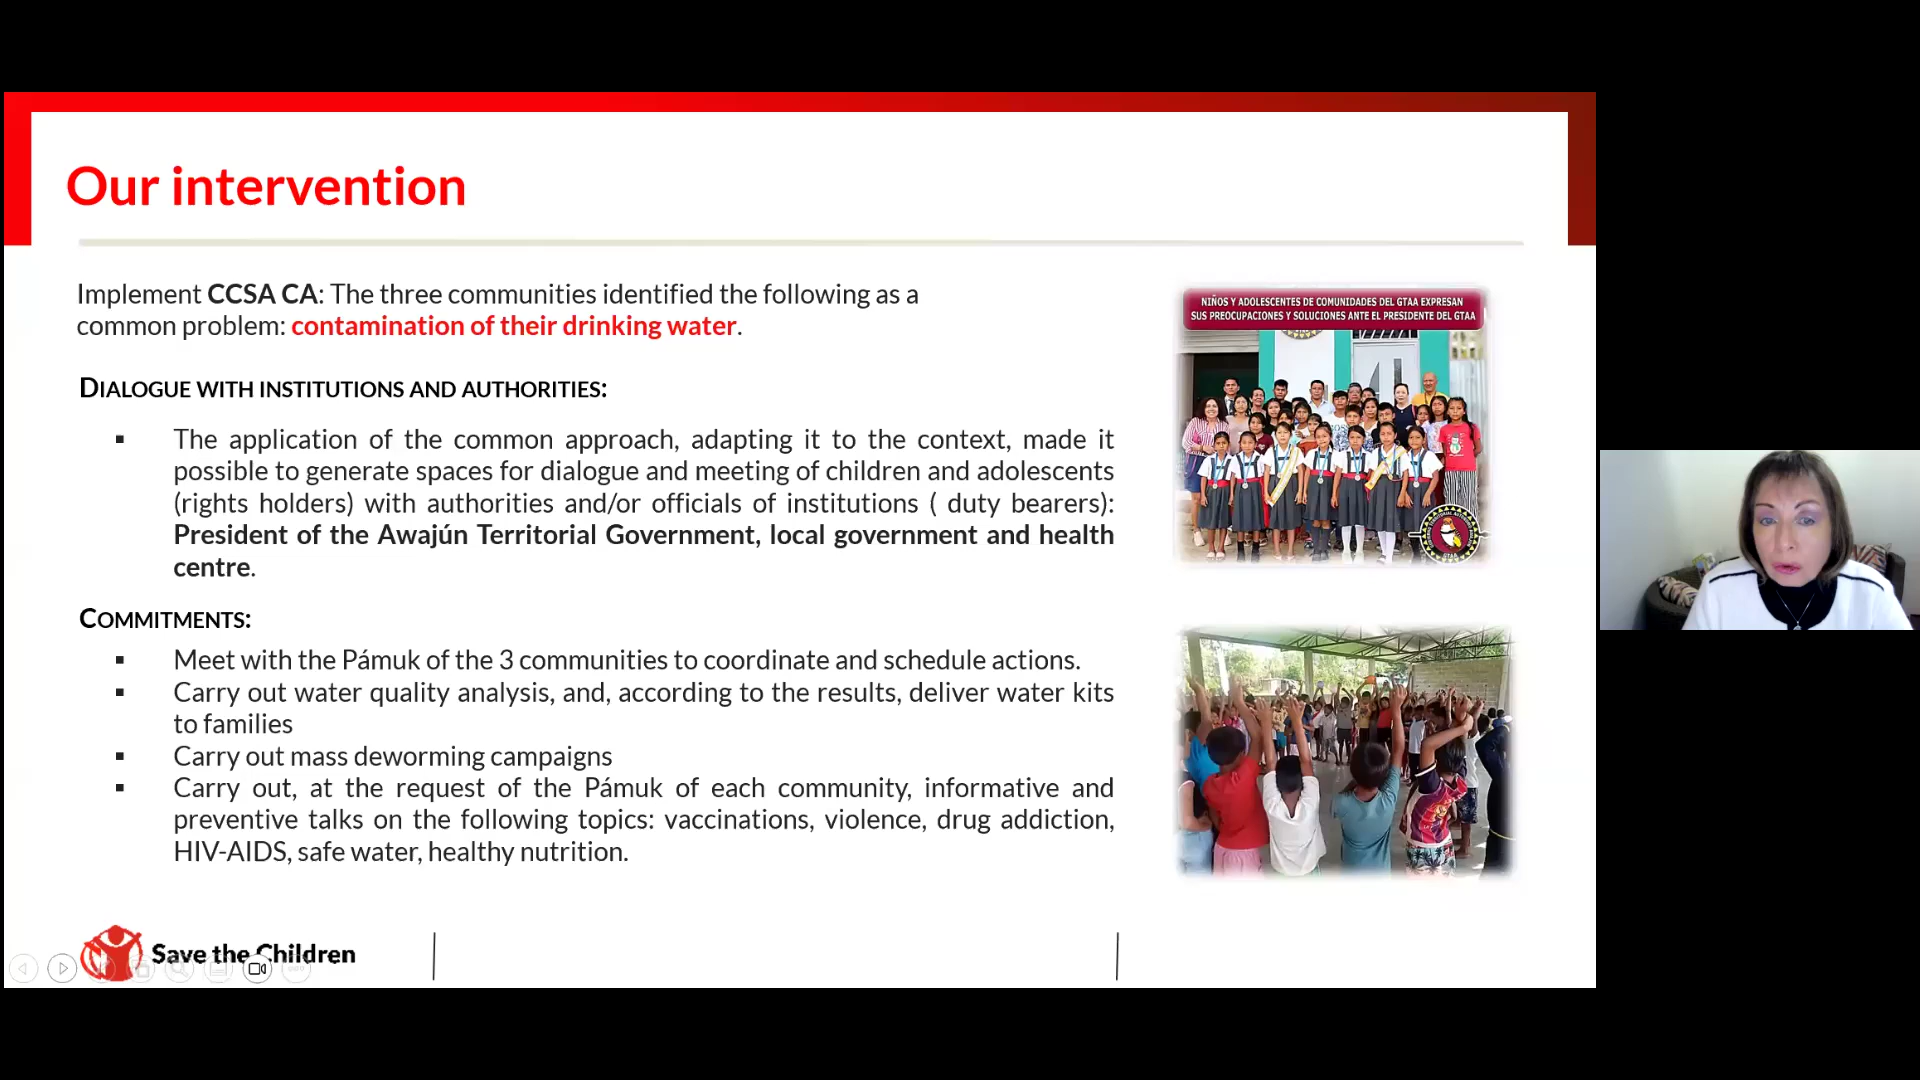 Our intervention
Implement CCSA CA: The three communities identified the following as a
common problem: contamination of their drinking water.
DIALOGUE WITH INSTITUTIONS AND AUTHORITIES:
▪ The application of the common approach, adapting it to the context, made it
possible to generate spaces for dialogue and meeting of children and adolescents
(rights holders) with authorities and/or officials of institutions ( duty bearers):
President of the Awajún Territorial Government, local government and health
centre.
COMMITMENTS:
▪ Meet with the Pámuk of the 3 communities to coordinate and schedule actions.
▪ Carry out water quality analysis, and, according to the results, deliver water kits
to families
▪ Carry out mass deworming campaigns
▪ Carry out, at the request of the Pámuk of each community, informative and
preventive talks on the following topics: vaccinations, violence, drug addiction,
HIV-AIDS, safe water, healthy nutrition.
NIÑOS Y ADOLESCENTES DE COMUNIDADES DEL GTAA EXPRESAN
SUS PREOCUPACIONES Y SOLUCIONES ANTE EL PRESIDENTE DEL GTAA
GTAA
Save the Children